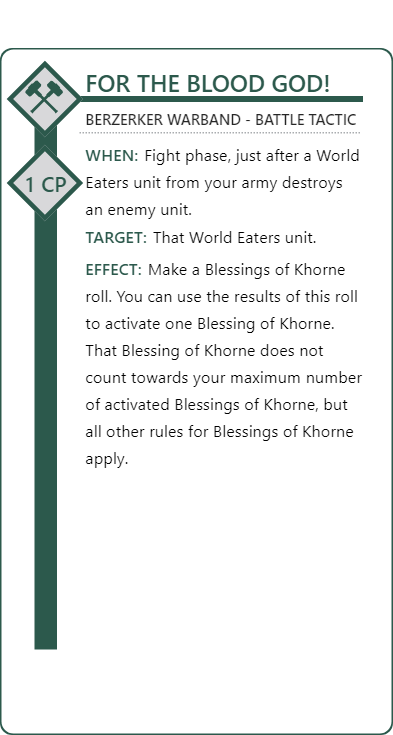 FOR THE BLOOD GOD!
BERZERKER WARBAND - BATTLE TACTIC
WHEN: Fight phase, just after a World
Eaters unit from your army destroys
an enemy unit.
1 CP
TARGET: That World Eaters unit.
EFFECT: Make a Blessings of Khorne
roll. You can use the results of this roll
to activate one Blessing of Khorne.
That Blessing of Khorne does not
count towards your maximum number
of activated Blessings of Khorne, but
all other rules for Blessings of Khorne
apply.